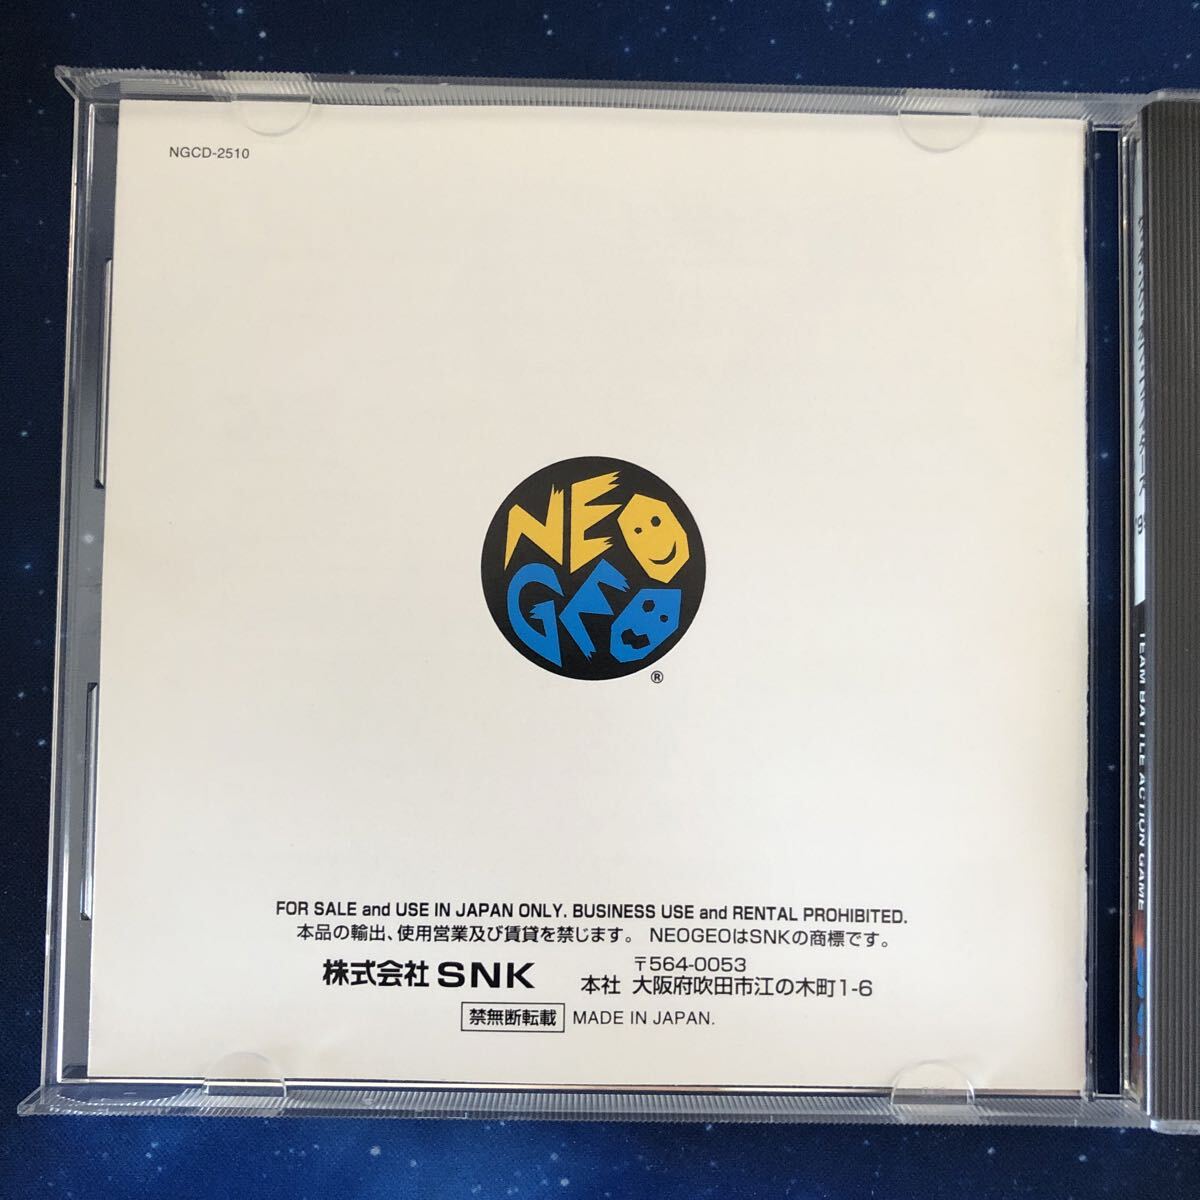 NGCD-2510
NEO
GEO
®
FOR SALE and USE IN JAPAN ONLY. BUSINESS USE and RENTAL PROHIBITED.
本品の輸出、使用営業及び賃貸を禁じます。 NEOGEOはSNKの商標です。
株式会社 SNK
〒564-0053
本社 大阪府吹田市江の木町1-6
禁無断転載 MADE IN JAPAN.
TEAM BATTLE ACTION GAME